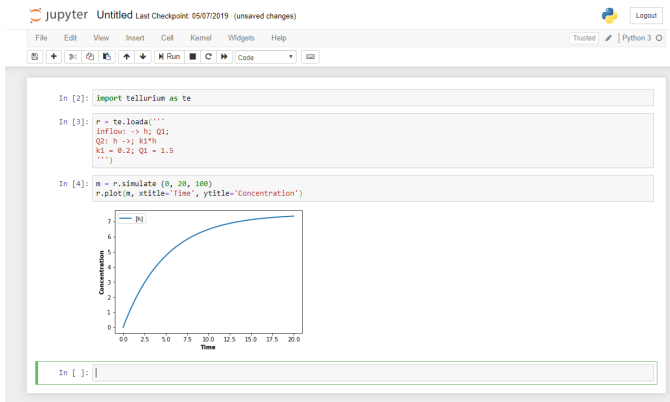 jupyter Untitled Last Checkpoint: 05/07/2019 (unsaved changes) Logout
File Edit View Insert Cell Kernel Widgets Help Trusted Python 3
Run Code
In [2]: import tellurium as te
In [3]: r = te.loada('''
inflow: -> h; Q1;
Q2: h ->; k1*h
k1 = 0.2; Q1 = 1.5
''')
In [4]: m = r.simulate (0, 20, 100)
r.plot(m, xtitle='Time', ytitle='Concentration')
[h]
7
6
5
4
3
2
1
0
Concentration
0.0 2.5 5.0 7.5 10.0 12.5 15.0 17.5 20.0
Time
In [ ]: